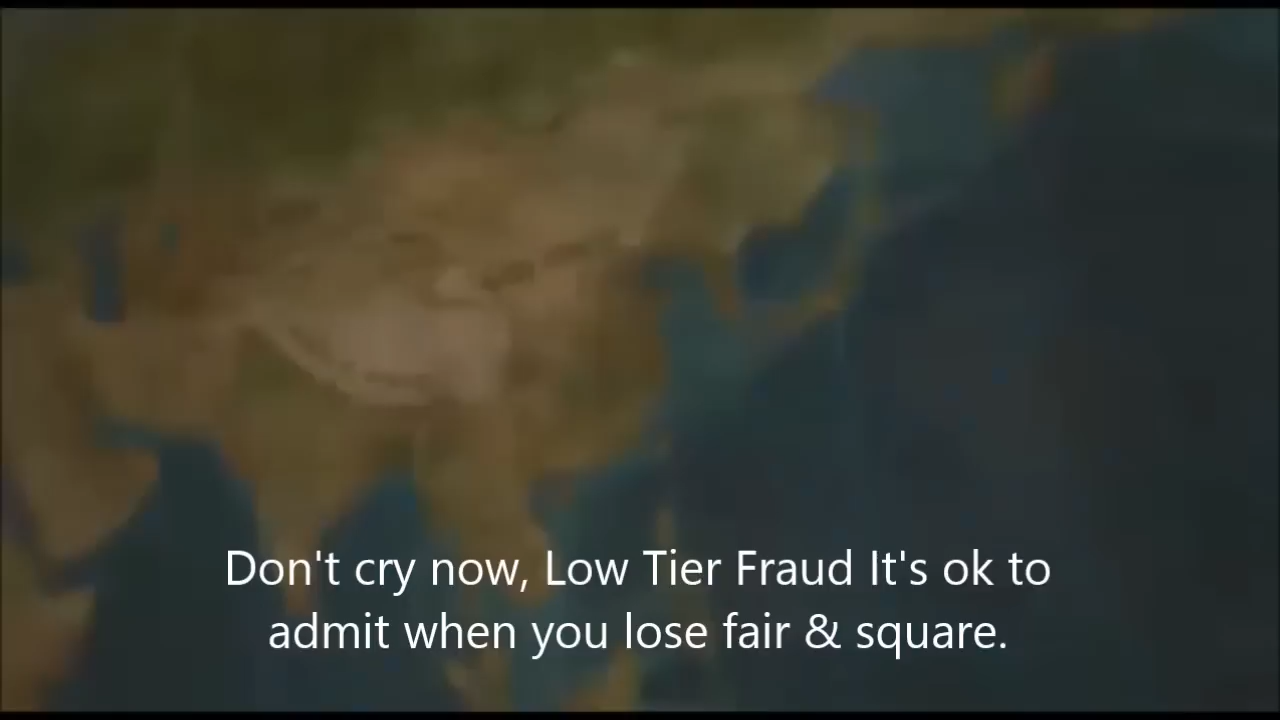 Don't cry now, Low Tier Fraud It's ok to
admit when you lose fair & square.